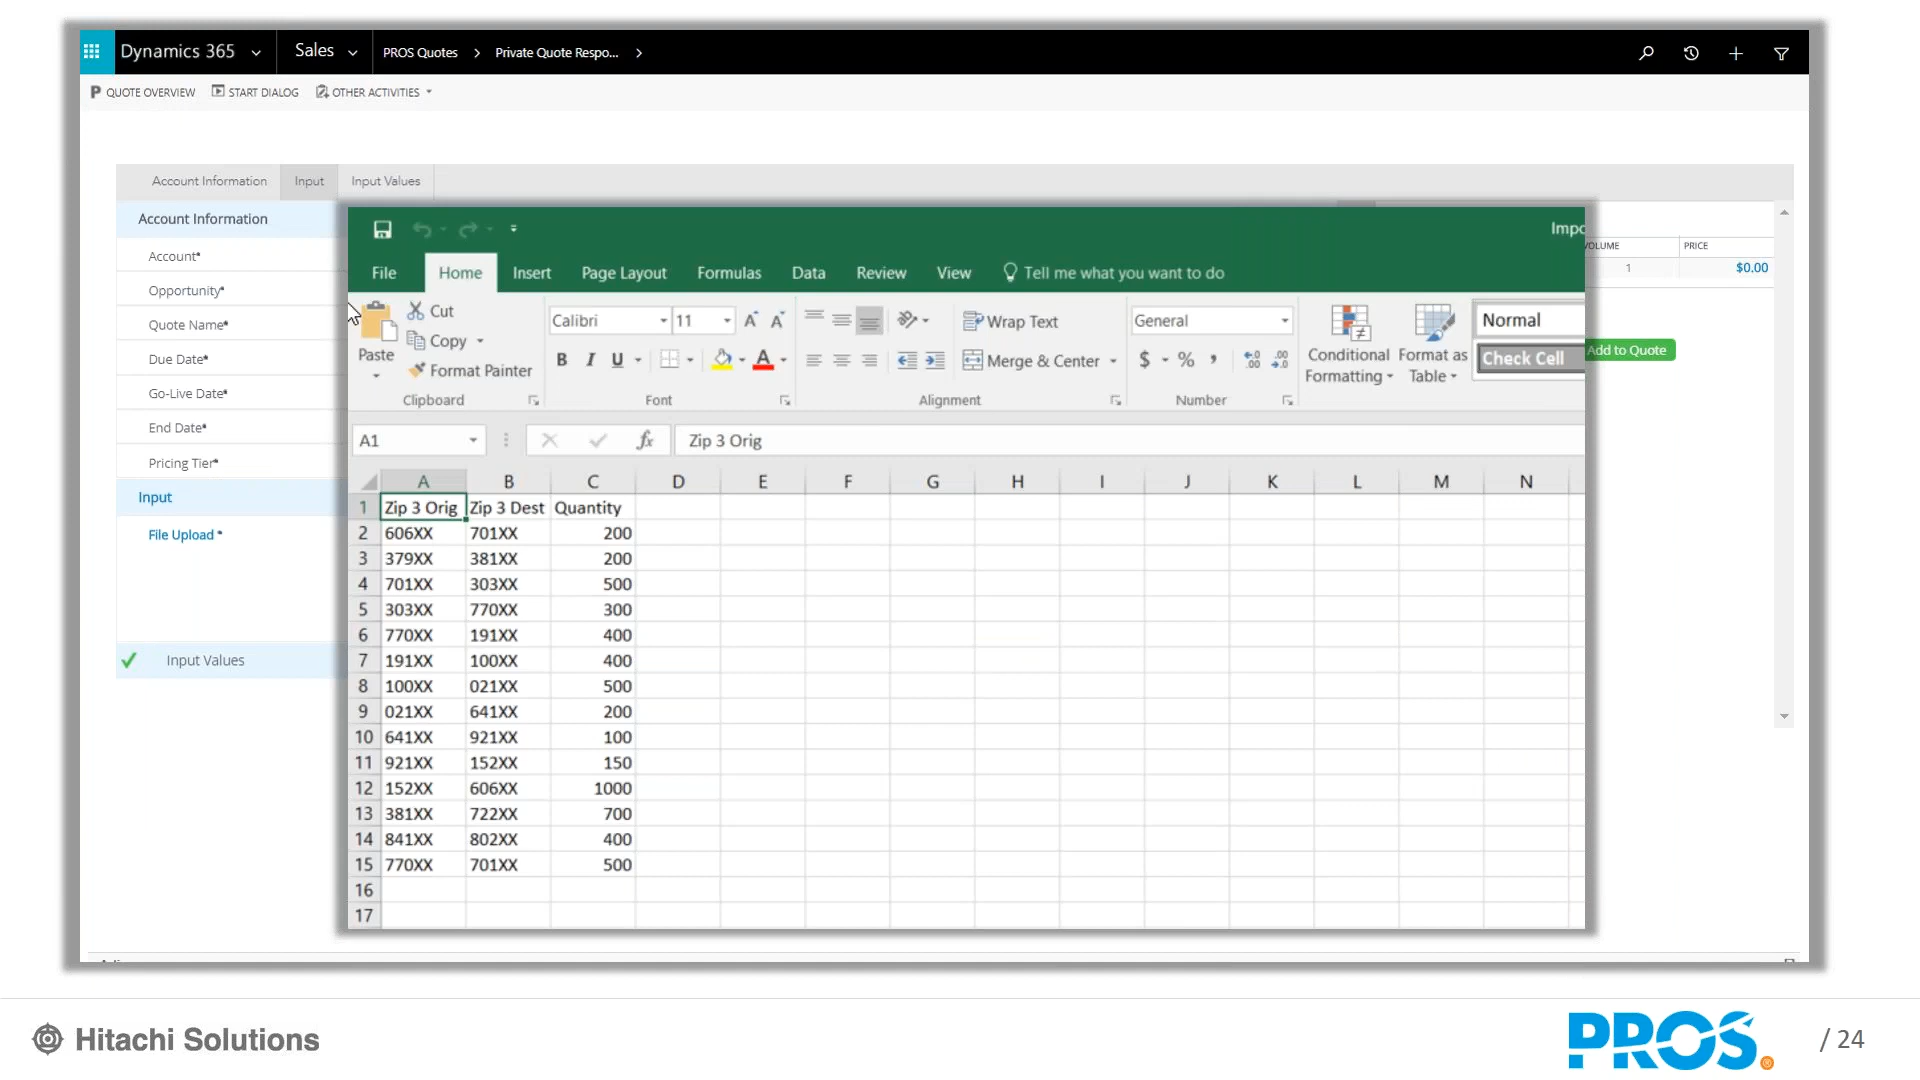 Dynamics 365 Sales PROS Quotes Private Quote Respo...
QUOTE OVERVIEW START DIALOG OTHER ACTIVITIES
Account Information Input Input Values
Account Information
Account*
Opportunity*
Quote Name*
Due Date*
Go-Live Date*
End Date*
Pricing Tier*
Input
File Upload *
Input Values
PRICE
1 $0.00
Add to Quote
File Home Insert Page Layout Formulas Data Review View Tell me what you want to do
Paste
Cut
Copy
Format Painter
Clipboard
Calibri 11
B I U
Font
Wrap Text
Merge & Center
Alignment
General
$ % ,
Number
Conditional Formatting
Format as Table
Normal
Check Cell
A1 fx Zip 3 Orig
A B C D E F G H I J K L M N
1 Zip 3 Orig Zip 3 Dest Quantity
2 606XX 701XX 200
3 379XX 381XX 200
4 701XX 303XX 500
5 303XX 770XX 300
6 770XX 191XX 400
7 191XX 100XX 400
8 100XX 021XX 500
9 021XX 641XX 200
10 641XX 921XX 100
11 921XX 152XX 150
12 152XX 606XX 1000
13 381XX 722XX 700
14 841XX 802XX 400
15 770XX 701XX 500
16
17
Hitachi Solutions
PROS
/ 24